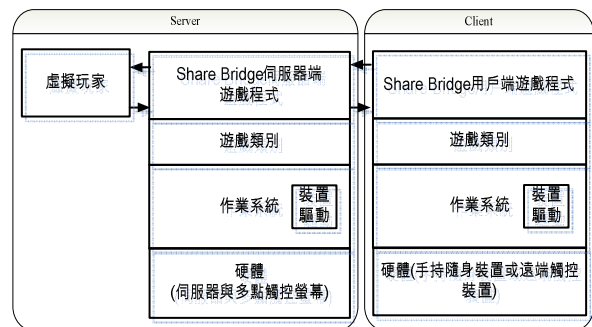 Server
虛擬玩家
Share Bridge伺服器端
遊戲程式
遊戲類別
作業系統
裝置
驅動
硬體
(伺服器與多點觸控螢幕)
Client
Share Bridge用戶端遊戲程式
遊戲類別
作業系統
裝置
驅動
硬體(手持隨身裝置或遠端觸控
裝置)